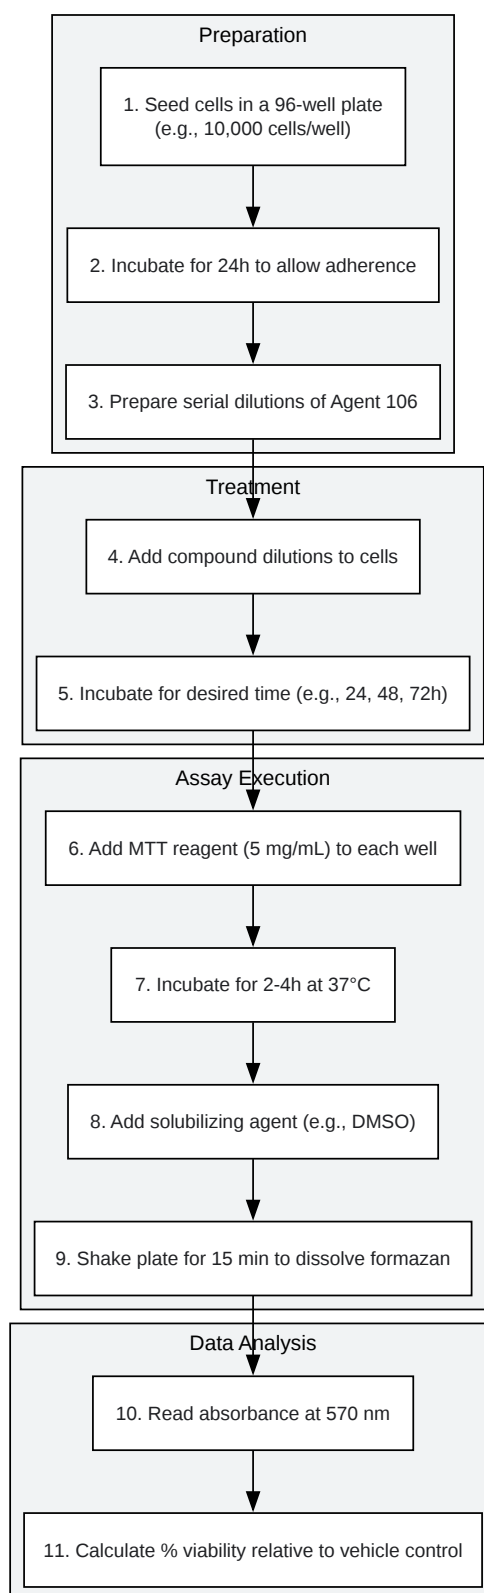 Preparation
1. Seed cells in a 96-well plate
(e.g., 10,000 cells/well)
2. Incubate for 24h to allow adherence
3. Prepare serial dilutions of Agent 106
Treatment
4. Add compound dilutions to cells
5. Incubate for desired time (e.g., 24, 48, 72h)
Assay Execution
6. Add MTT reagent (5 mg/mL) to each well
7. Incubate for 2-4h at 37°C
8. Add solubilizing agent (e.g., DMSO)
9. Shake plate for 15 min to dissolve formazan
Data Analysis
10. Read absorbance at 570 nm
11. Calculate % viability relative to vehicle control